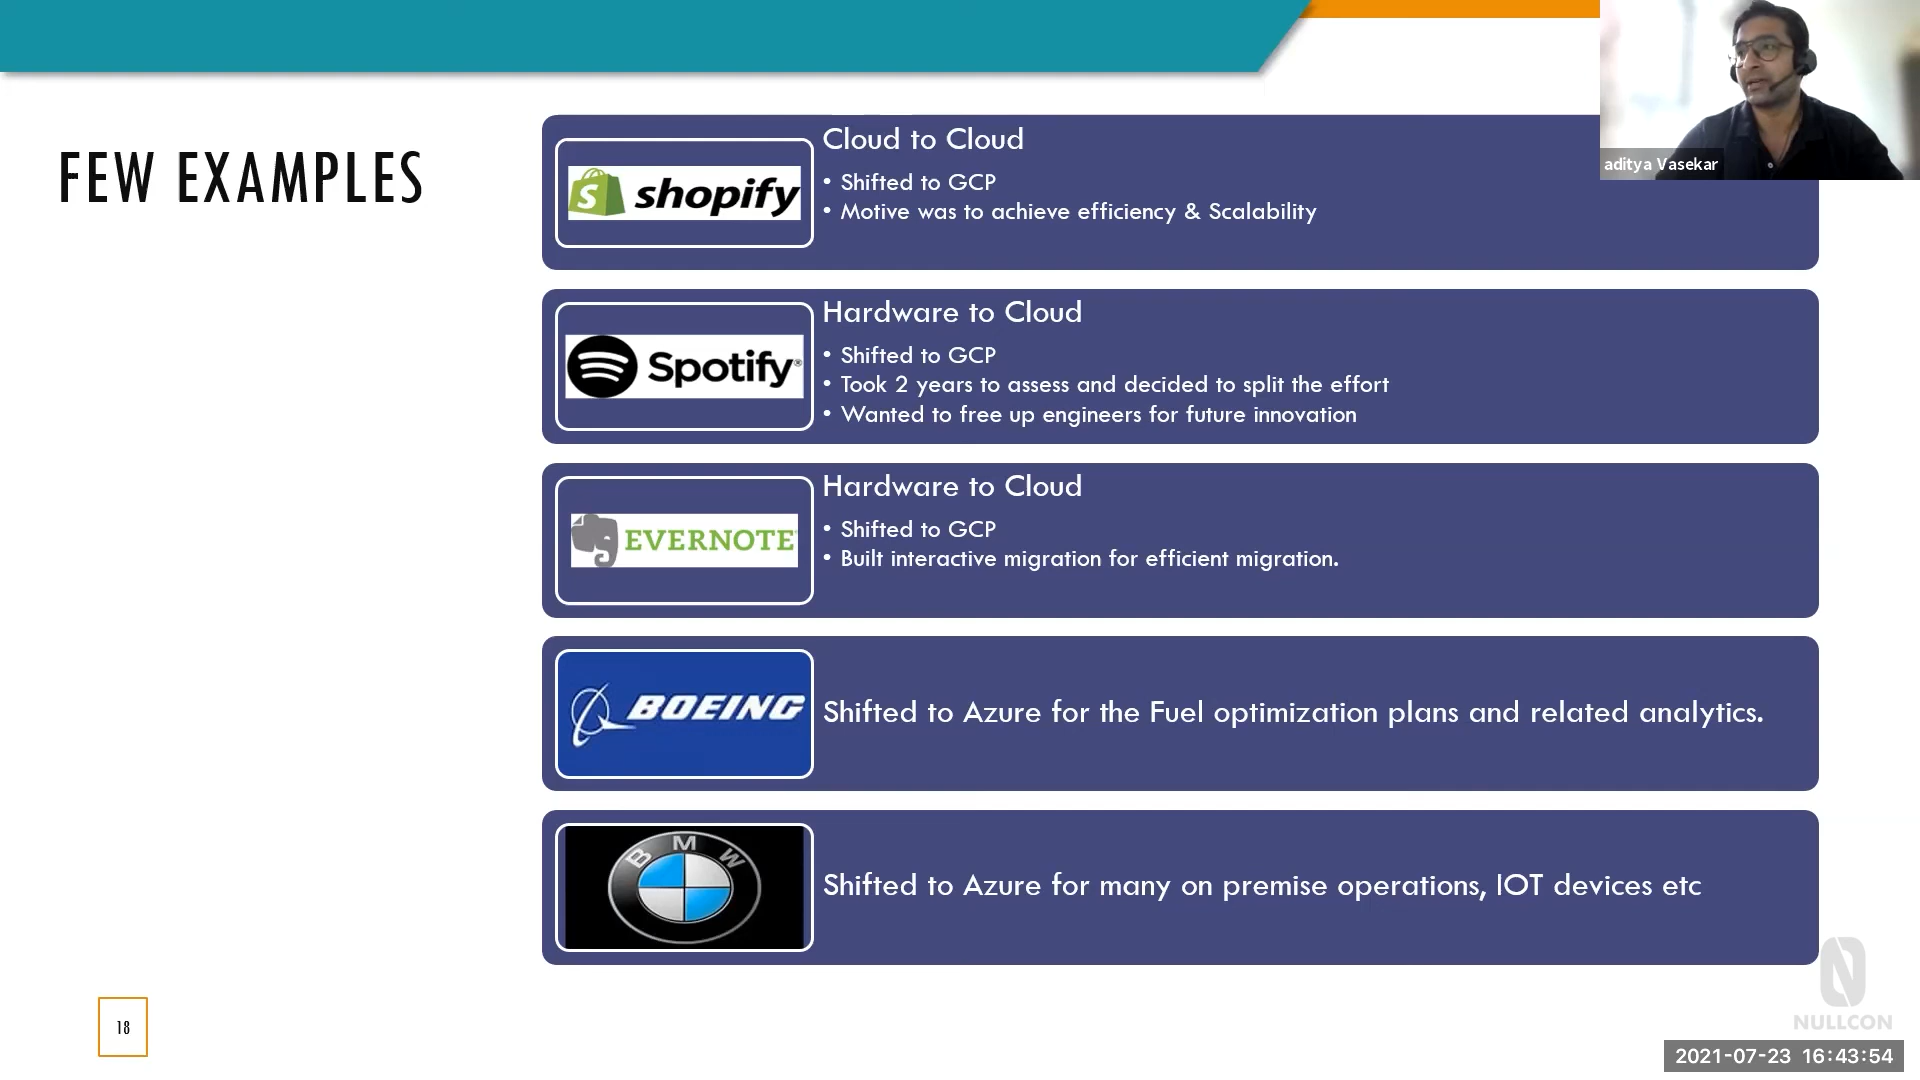 FEW EXAMPLES
shopify
Cloud to Cloud
• Shifted to GCP
• Motive was to achieve efficiency & Scalability
aditya Vasekar
Spotify®
Hardware to Cloud
• Shifted to GCP
• Took 2 years to assess and decided to split the effort
• Wanted to free up engineers for future innovation
EVERNOTE
Hardware to Cloud
• Shifted to GCP
• Built interactive migration for efficient migration.
BOEING
Shifted to Azure for the Fuel optimization plans and related analytics.
BMW
Shifted to Azure for many on premise operations, IOT devices etc
18
NULLCON
2021-07-23 16:43:54